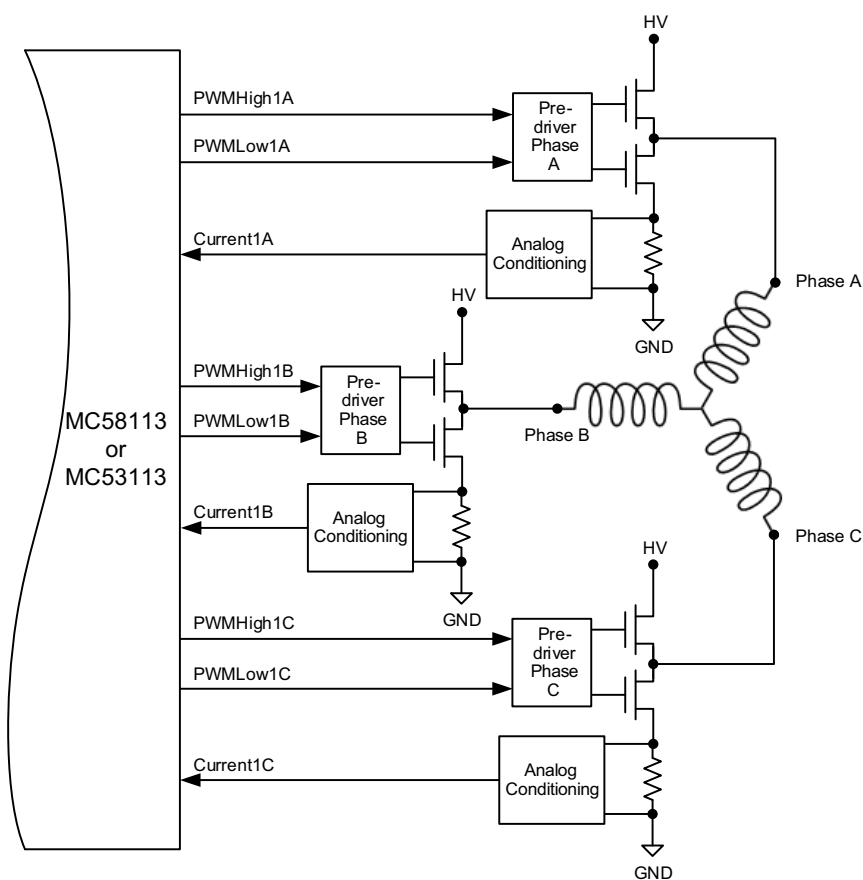 HV
PWMHigh1A
Pre-
driver
Phase
A
PWMLow1A
Current1A
Analog
Conditioning
Phase A
HV
GND
PWMHigh1B
Pre-
driver
Phase
B
MC58113
or
MC53113
PWMLow1B
Phase B
Current1B
Analog
Conditioning
HV
Phase C
GND
PWMHigh1C
Pre-
driver
Phase
C
PWMLow1C
Current1C
Analog
Conditioning
GND